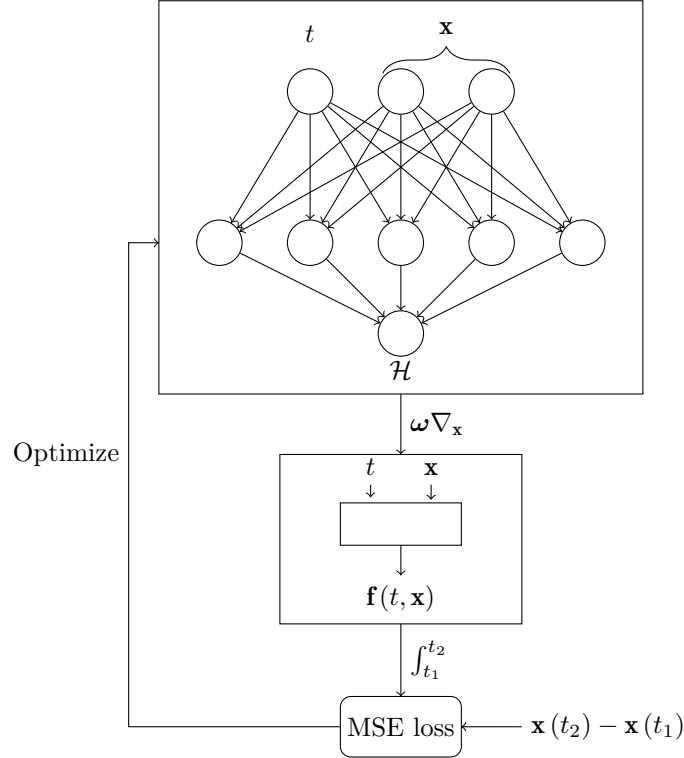 t
𝐱
ℋ
𝝎∇𝐱
Optimize
t
𝐱
𝐟 (t, 𝐱)
∫_{t₁}^{t₂}
MSE loss
𝐱 (t₂) − 𝐱 (t₁)